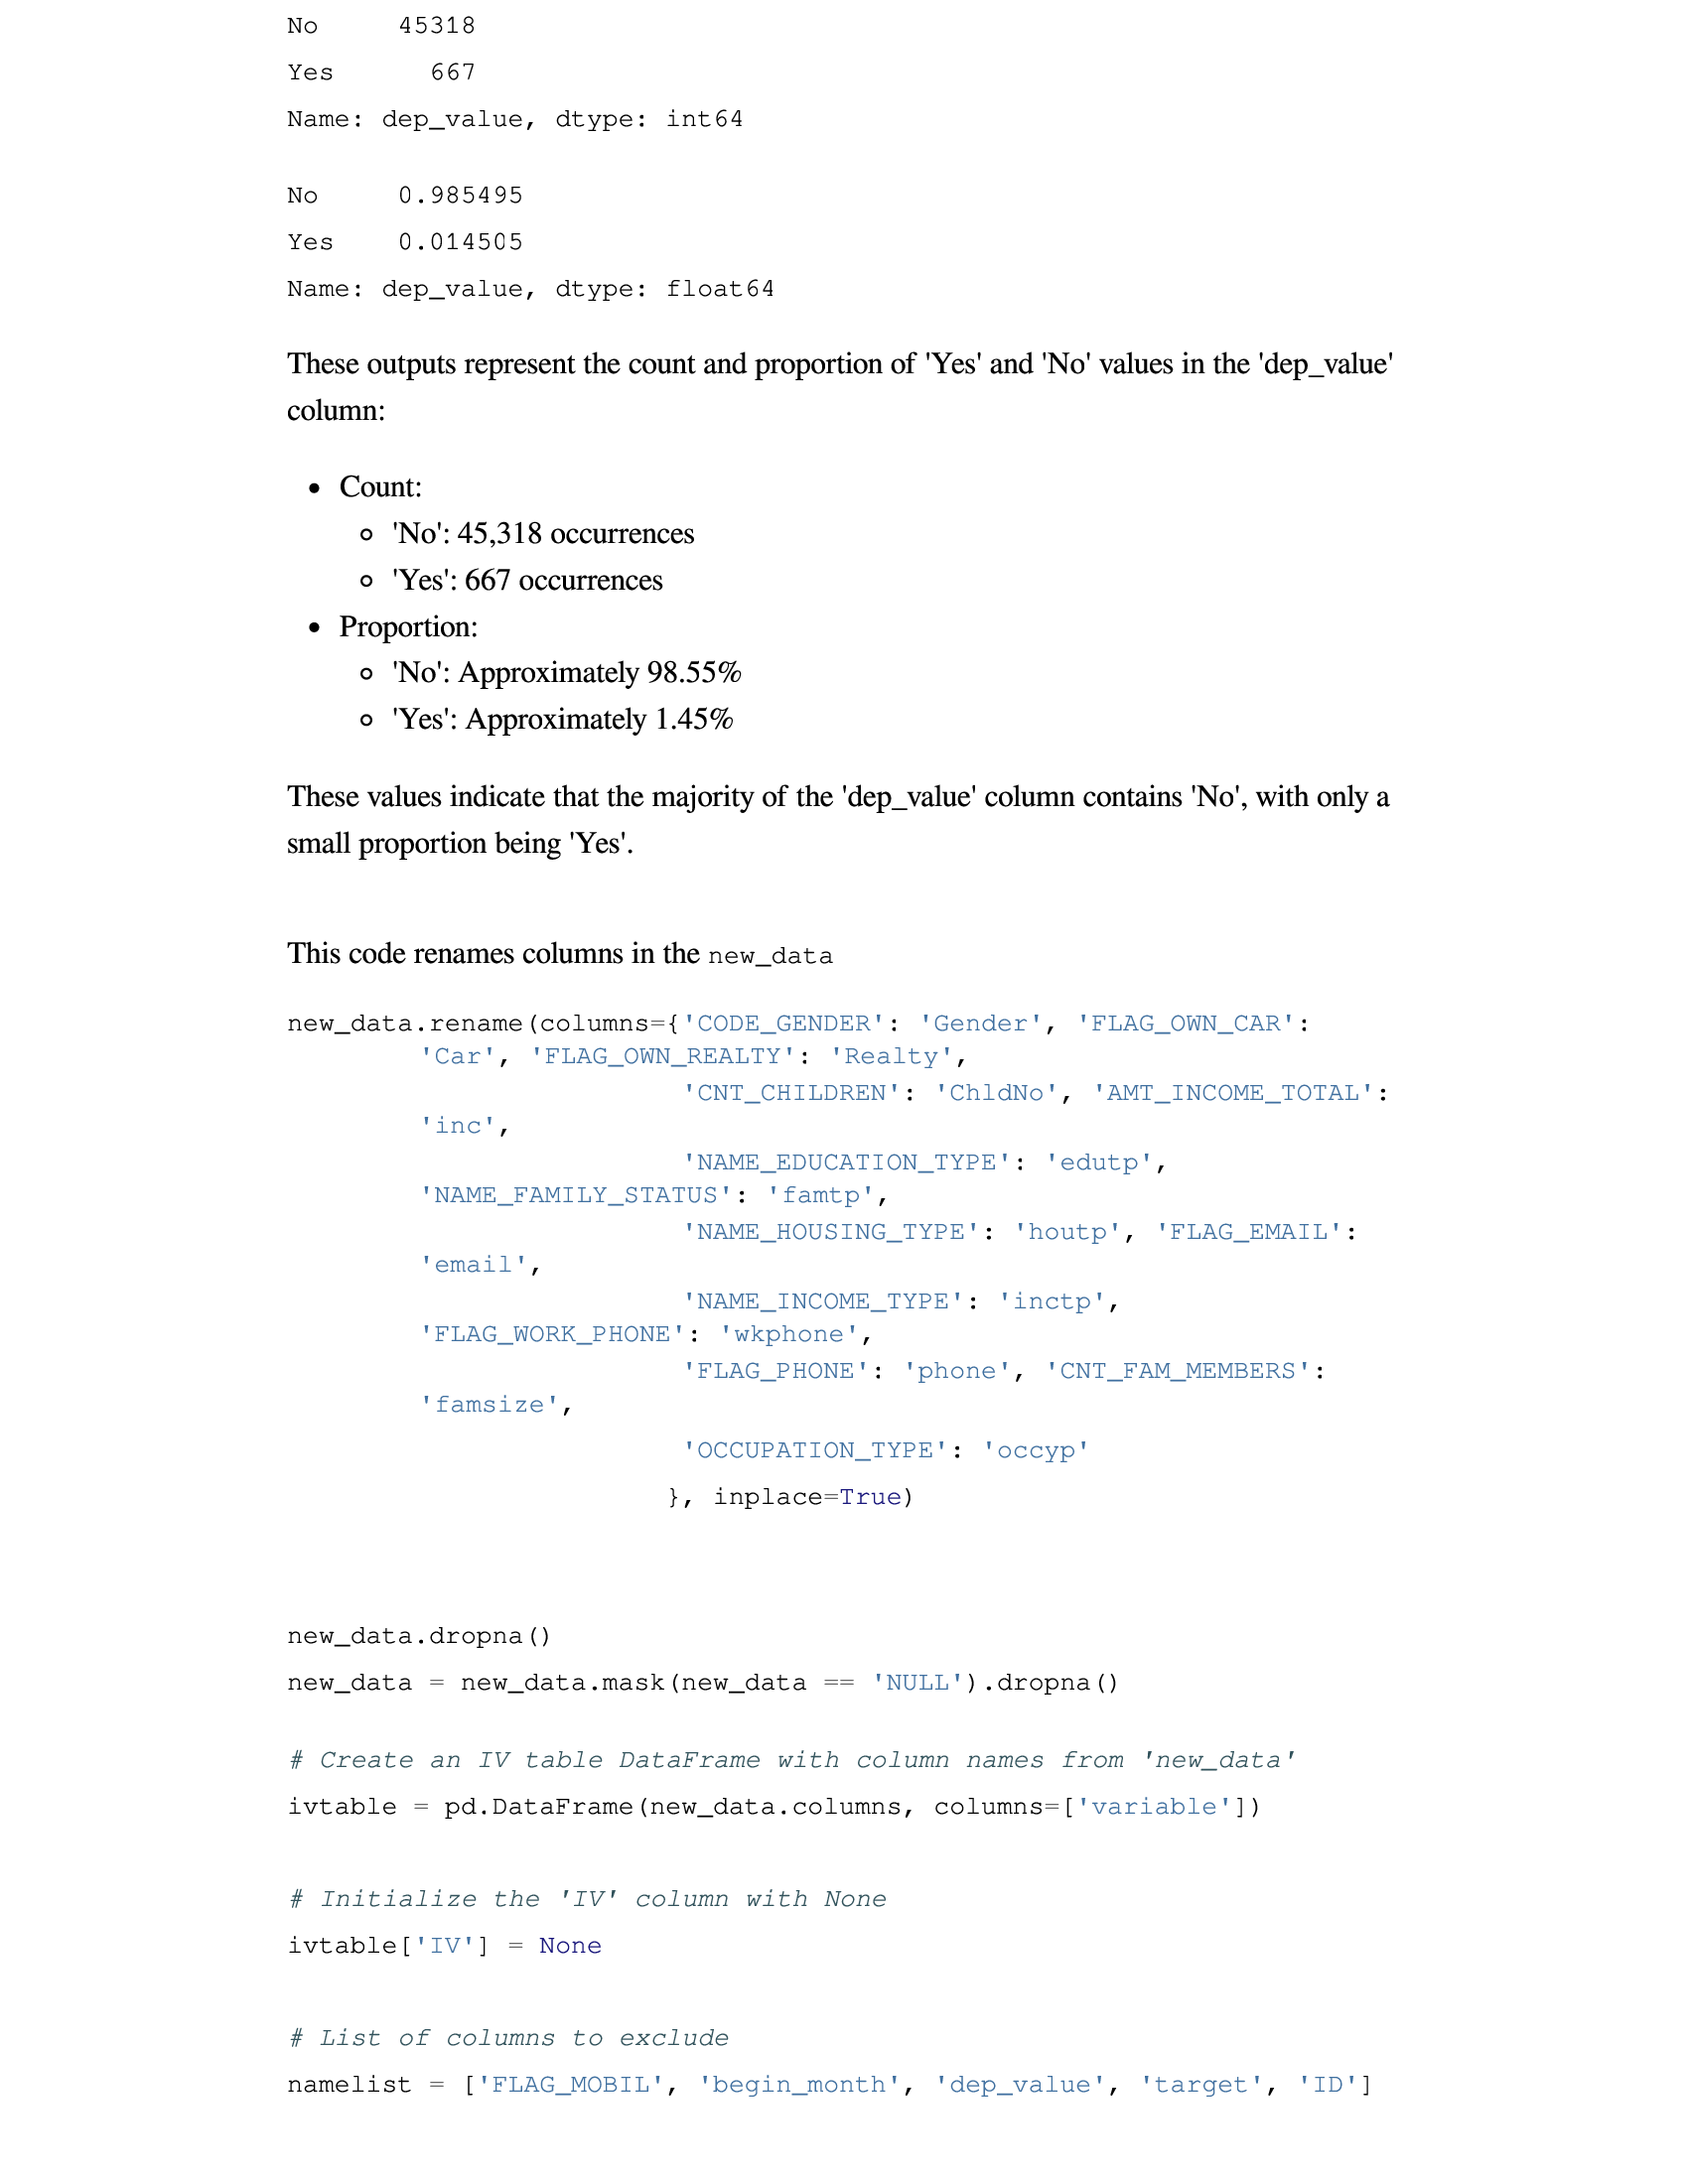 No     45318
Yes      667
Name: dep_value, dtype: int64
No     0.985495
Yes    0.014505
Name: dep_value, dtype: float64
These outputs represent the count and proportion of 'Yes' and 'No' values in the 'dep_value'
column:
• Count:
◦ 'No': 45,318 occurrences
◦ 'Yes': 667 occurrences
• Proportion:
◦ 'No': Approximately 98.55%
◦ 'Yes': Approximately 1.45%
These values indicate that the majority of the 'dep_value' column contains 'No', with only a
small proportion being 'Yes'.
This code renames columns in the new_data
new_data.rename(columns={'CODE_GENDER': 'Gender', 'FLAG_OWN_CAR':
'Car', 'FLAG_OWN_REALTY': 'Realty',
'CNT_CHILDREN': 'ChldNo', 'AMT_INCOME_TOTAL':
'inc',
'NAME_EDUCATION_TYPE': 'edutp',
'NAME_FAMILY_STATUS': 'famtp',
'NAME_HOUSING_TYPE': 'houtp', 'FLAG_EMAIL':
'email',
'NAME_INCOME_TYPE': 'inctp',
'FLAG_WORK_PHONE': 'wkphone',
'FLAG_PHONE': 'phone', 'CNT_FAM_MEMBERS':
'famsize',
'OCCUPATION_TYPE': 'occyp'
}, inplace=True)
new_data.dropna()
new_data = new_data.mask(new_data == 'NULL').dropna()
# Create an IV table DataFrame with column names from 'new_data'
ivtable = pd.DataFrame(new_data.columns, columns=['variable'])
# Initialize the 'IV' column with None
ivtable['IV'] = None
# List of columns to exclude
namelist = ['FLAG_MOBIL', 'begin_month', 'dep_value', 'target', 'ID']